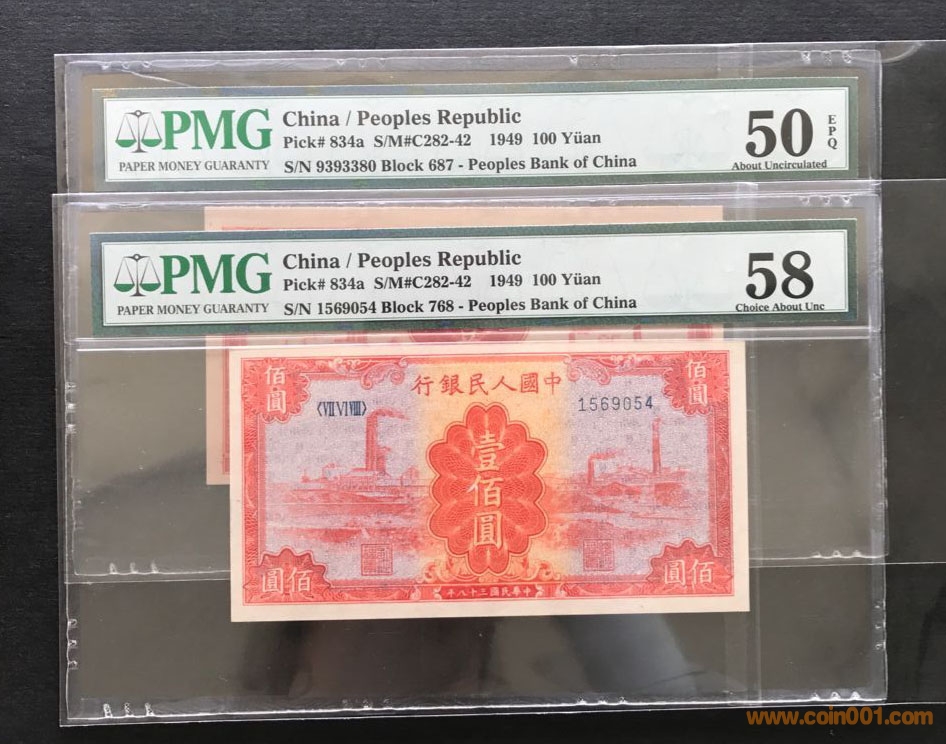 PMG
PAPER MONEY GUARANTY
China / Peoples Republic
Pick# 834a S/M#C282-42 1949 100 Yüan
S/N 9393380 Block 687 - Peoples Bank of China
50
EPQ
About Uncirculated
PMG
PAPER MONEY GUARANTY
China / Peoples Republic
Pick# 834a S/M#C282-42 1949 100 Yüan
S/N 1569054 Block 768 - Peoples Bank of China
58
Choice About Unc
行銀民人國中
佰圓
佰圓
〈Ⅶ Ⅵ Ⅷ〉
1569054
壹佰圓
圓佰
圓佰
年八十三國民華中
www.coin001.com